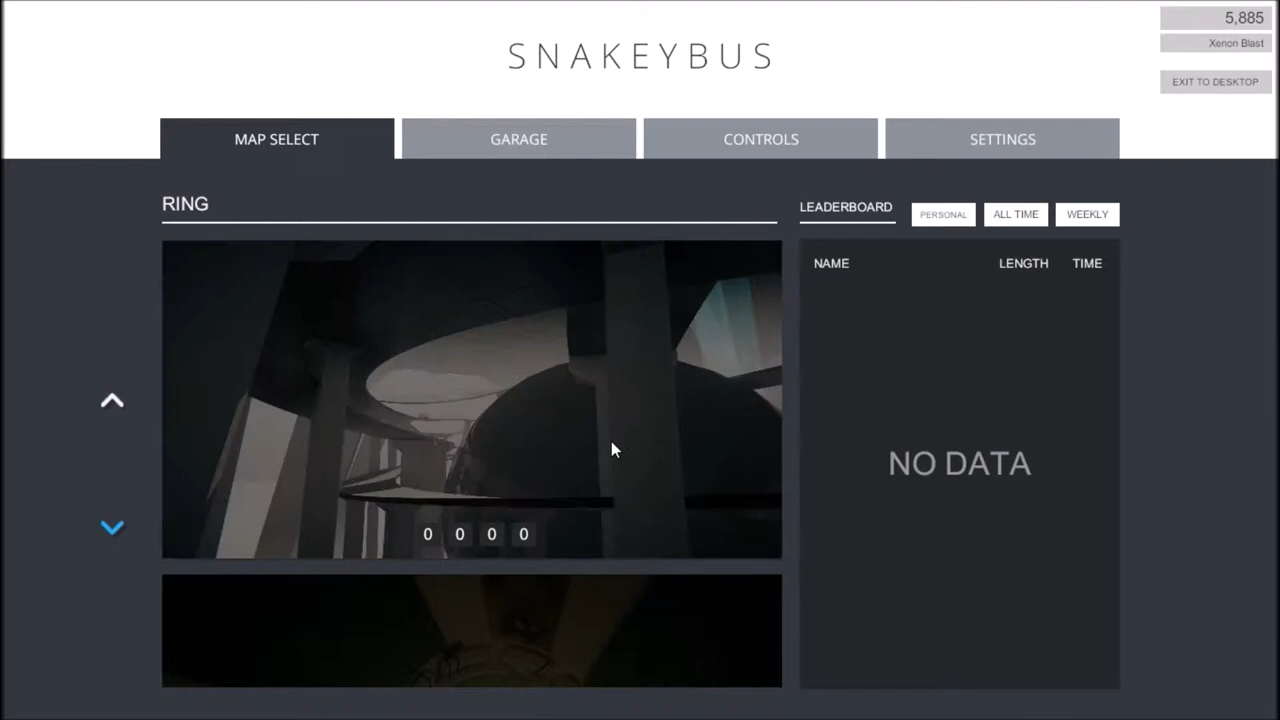 5,885
SNAKEYBUS
Xenon Blast
EXIT TO DESKTOP
MAP SELECT
GARAGE
CONTROLS
SETTINGS
RING
LEADERBOARD
PERSONAL
ALL TIME
WEEKLY
NAME
LENGTH
TIME
NO DATA
0 0 0 0